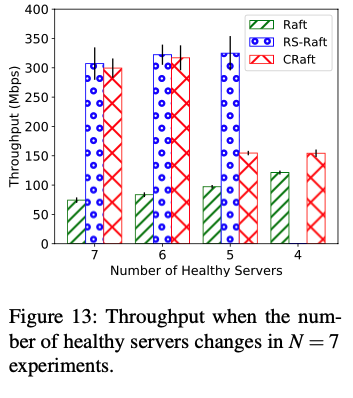 400
350
300
250
200
150
100
50
0
Throughput (Mbps)
Raft
RS-Raft
CRaft
7 6 5 4
Number of Healthy Servers
Figure 13: Throughput when the num-
ber of healthy servers changes in N = 7
experiments.